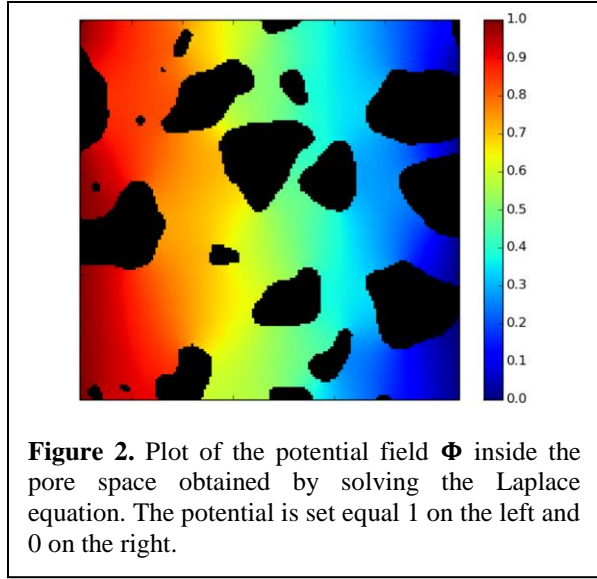 1.0
0.9
0.8
0.7
0.6
0.5
0.4
0.3
0.2
0.1
0.0
Figure 2. Plot of the potential field Φ inside the
pore space obtained by solving the Laplace
equation. The potential is set equal 1 on the left and
0 on the right.